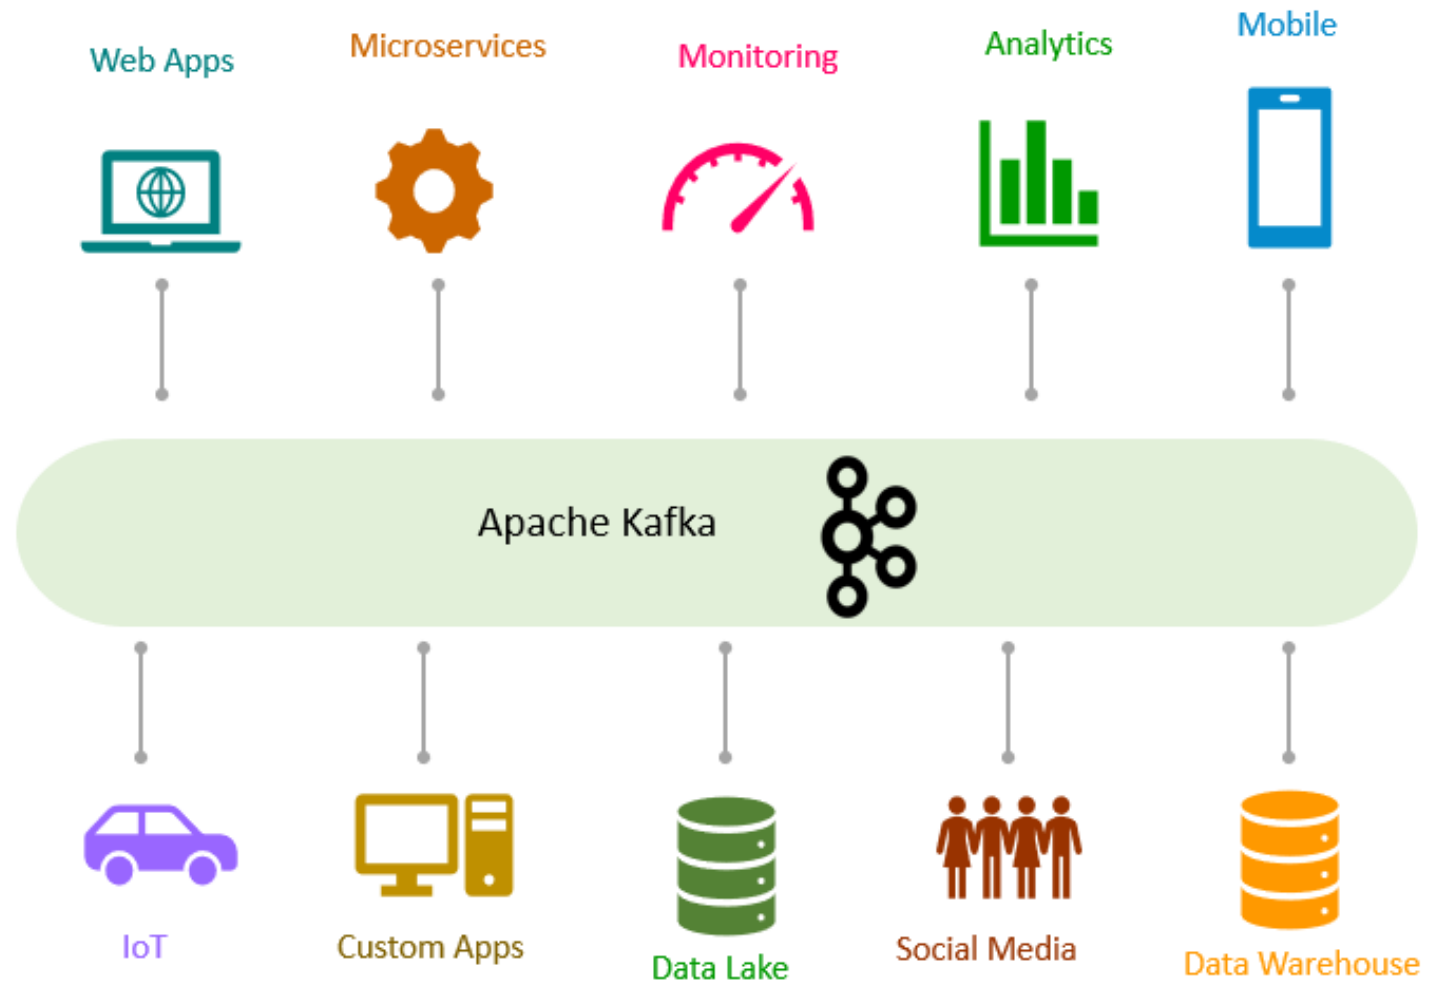 Web Apps
Microservices
Monitoring
Analytics
Mobile
Apache Kafka
IoT
Custom Apps
Data Lake
Social Media
Data Warehouse